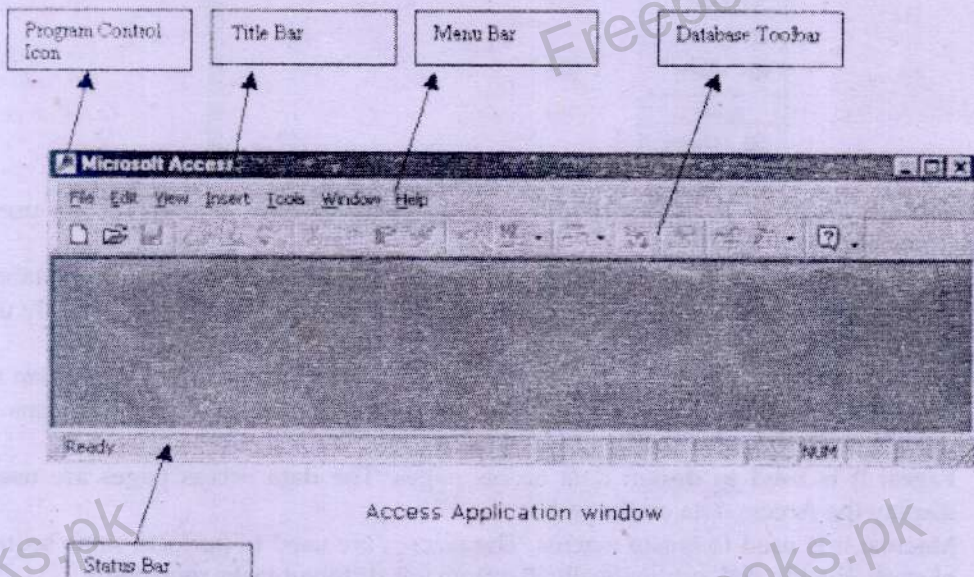 Program Control
Icon
Title Bar
Menu Bar
Database Toolbar
Microsoft Access
File Edit View Insert Tools Window Help
Ready
NUM
Access Application window
Status Bar